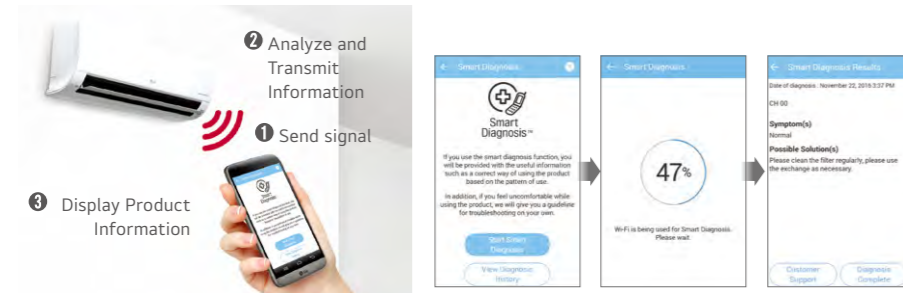 ❷ Analyze and
Transmit
Information
❶ Send signal
❸ Display Product
Information
Smart
Diagnosis
Smart Diagnosis
Smart
Diagnosis™
If you use the smart diagnosis function, you
will be provided with the useful information
such as a correct way of using the product
based on the pattern of use.
In addition, if you feel uncomfortable while
using the product, we will give you a guideline
for troubleshooting on your own.
Start Smart
Diagnosis
View Diagnosis
History
Smart Diagnosis
47%
Wi-Fi is being used for Smart Diagnosis.
Please wait.
Smart Diagnosis Results
Date of diagnosis : November 22, 2016 3:37 PM
CH 00
Symptom(s)
Normal
Possible Solution(s)
Please clean the filter regularly, please use
the exchange as necessary.
Customer
Support
Diagnosis
Complete